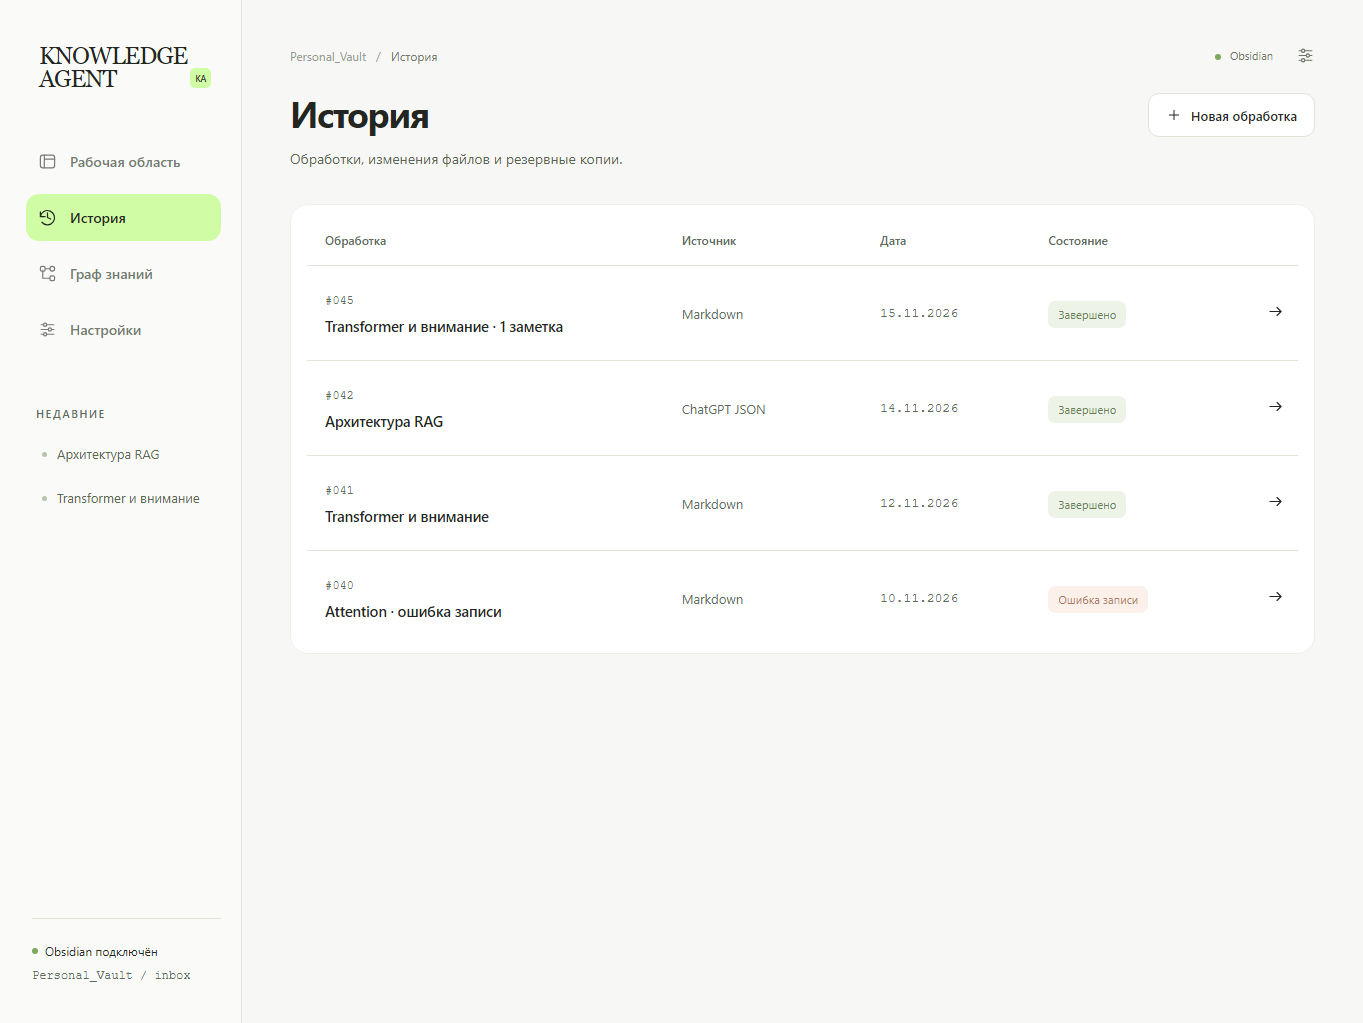 KNOWLEDGE
AGENT
KA
Рабочая область
История
Граф знаний
Настройки
НЕДАВНИЕ
Архитектура RAG
Transformer и внимание
Obsidian подключён
Personal_Vault / inbox
Personal_Vault / История
Obsidian
История
Новая обработка
Обработки, изменения файлов и резервные копии.
Обработка Источник Дата Состояние
#045
Transformer и внимание · 1 заметка
Markdown 15.11.2026 Завершено
#042
Архитектура RAG
ChatGPT JSON 14.11.2026 Завершено
#041
Transformer и внимание
Markdown 12.11.2026 Завершено
#040
Attention · ошибка записи
Markdown 10.11.2026 Ошибка записи